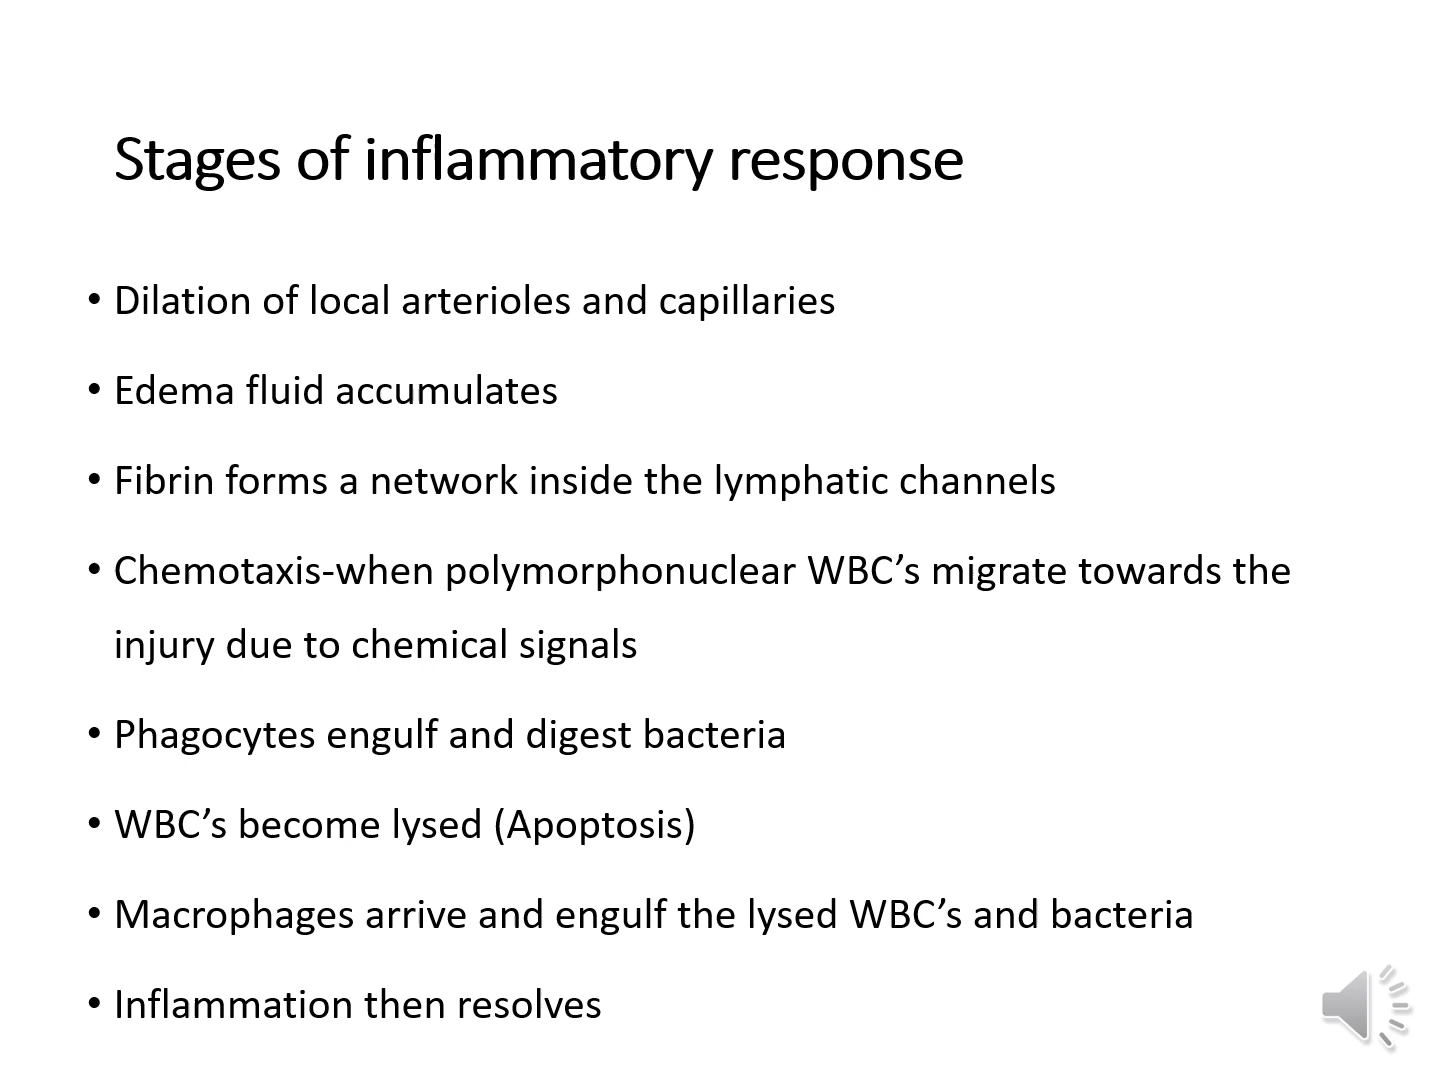 Stages of inflammatory response
• Dilation of local arterioles and capillaries
• Edema fluid accumulates
• Fibrin forms a network inside the lymphatic channels
• Chemotaxis-when polymorphonuclear WBC’s migrate towards the
injury due to chemical signals
• Phagocytes engulf and digest bacteria
• WBC’s become lysed (Apoptosis)
• Macrophages arrive and engulf the lysed WBC’s and bacteria
• Inflammation then resolves